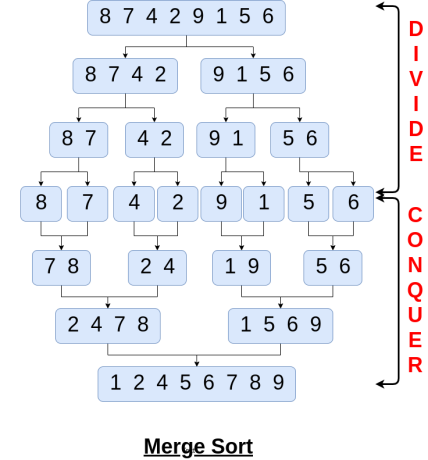 8 7 4 2 9 1 5 6
8 7 4 2 9 1 5 6
8 7 4 2 9 1 5 6
8 7 4 2 9 1 5 6
7 8 2 4 1 9 5 6
2 4 7 8 1 5 6 9
1 2 4 5 6 7 8 9
DIVIDE
CONQUER
Merge Sort